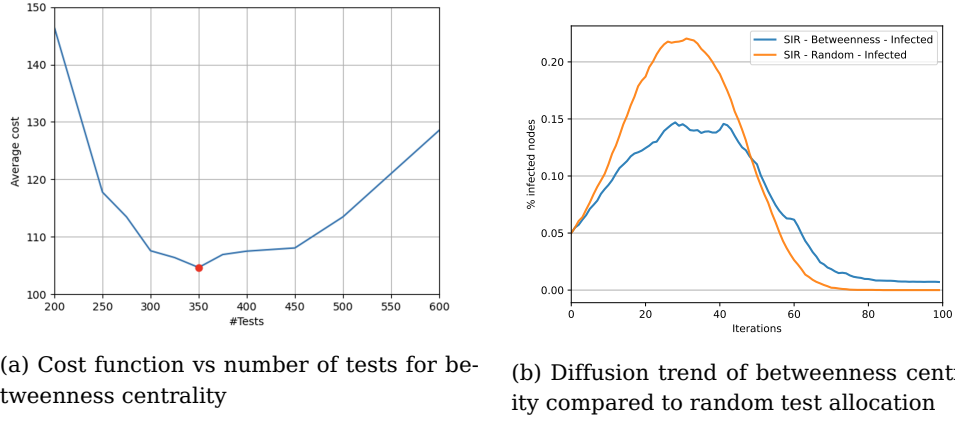 150
140
130
120
110
100
Average cost
200 250 300 350 400 450 500 550 600
#Tests
(a) Cost function vs number of tests for be-
tweenness centrality
SIR - Betweenness - Infected
SIR - Random - Infected
0.20
0.15
0.10
0.05
0.00
% infected nodes
0 20 40 60 80 100
Iterations
(b) Diffusion trend of betweenness cent
ity compared to random test allocation